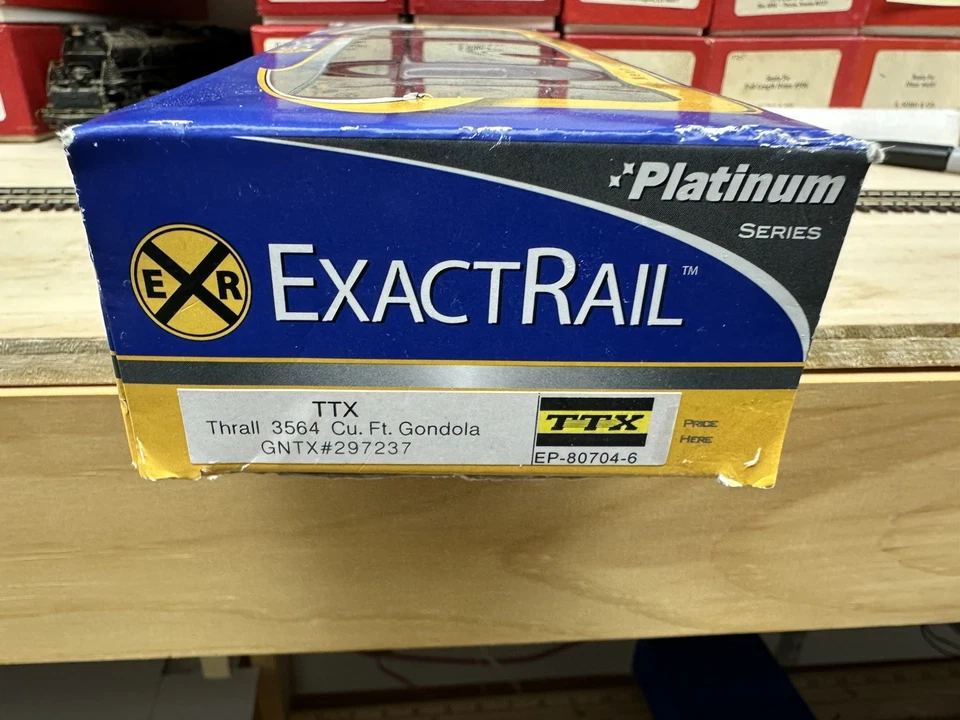 Platinum
SERIES
E R
EXACTRAIL™
TTX
Thrall 3564 Cu. Ft. Gondola
GNTX#297237
TTX
EP-80704-6
PRICE
HERE